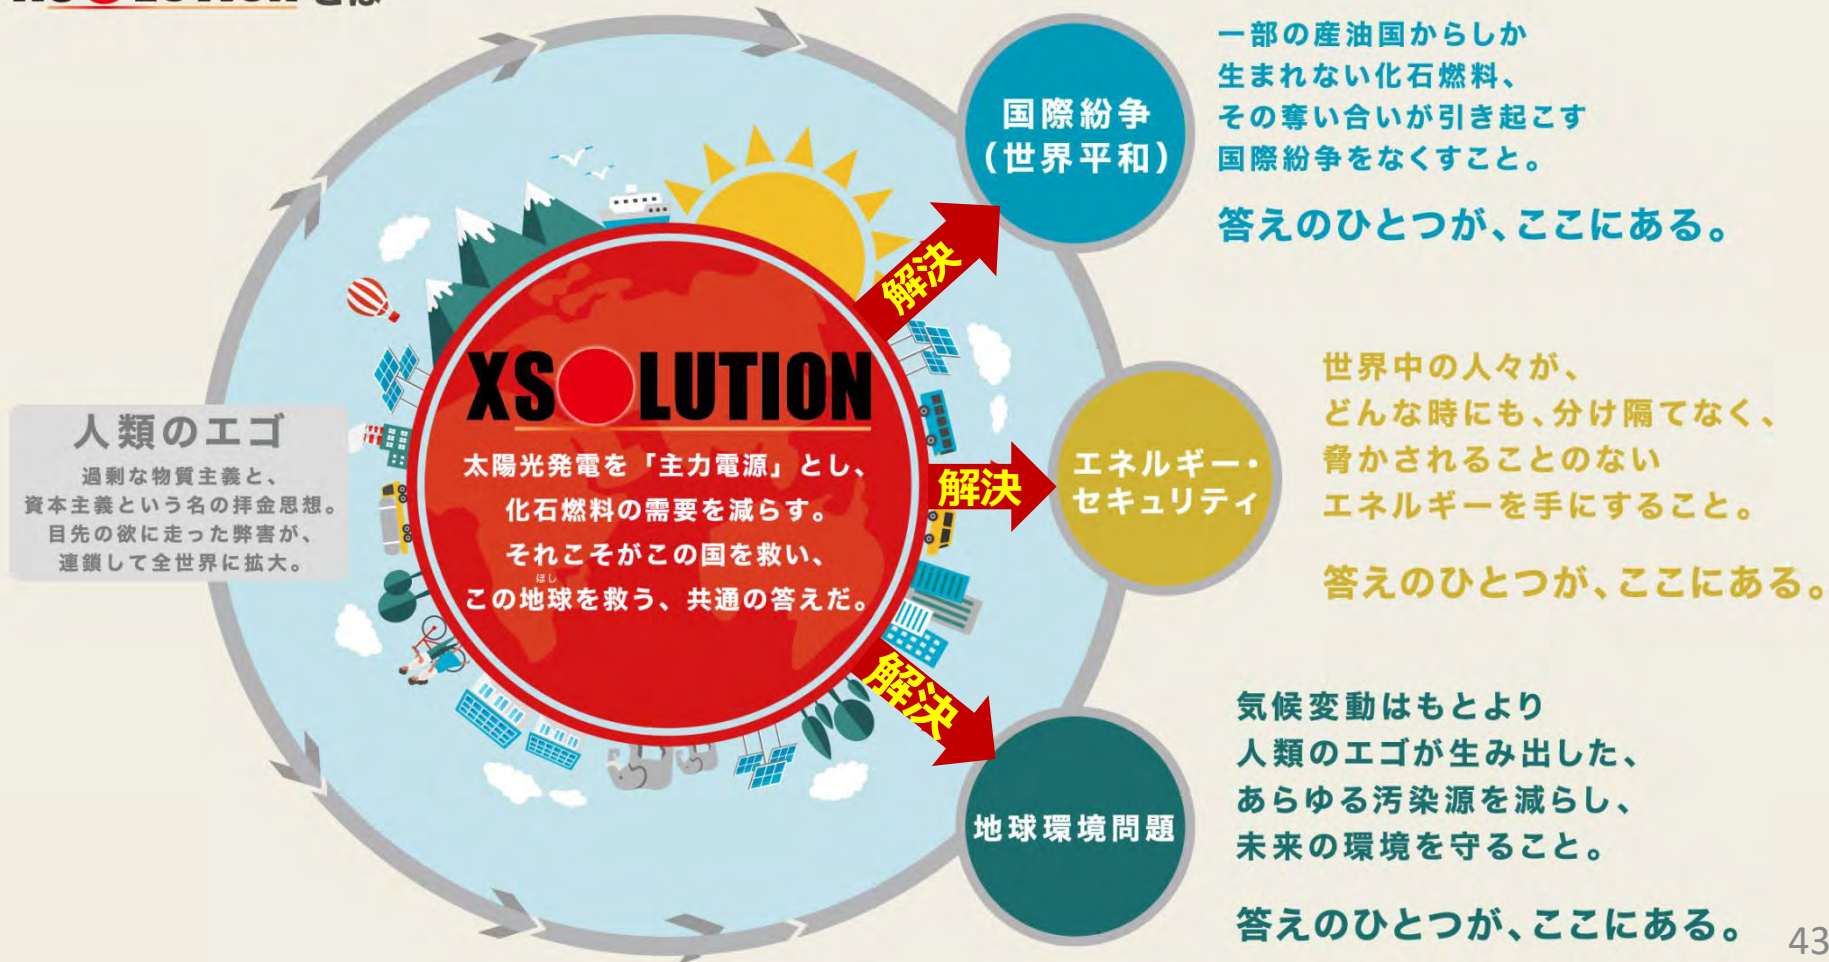 XSOLUTION とは
国際紛争
(世界平和)
一部の産油国からしか
生まれない化石燃料、
その奪い合いが引き起こす
国際紛争をなくすこと。
答えのひとつが、ここにある。
解決
XSOLUTION
太陽光発電を「主力電源」とし、
化石燃料の需要を減らす。
それこそがこの国を救い、
ほし
この地球を救う、共通の答えだ。
人類のエゴ
過剰な物質主義と、
資本主義という名の拝金思想。
目先の欲に走った弊害が、
連鎖して全世界に拡大。
解決
エネルギー・
セキュリティ
世界中の人々が、
どんな時にも、分け隔てなく、
脅かされることのない
エネルギーを手にすること。
答えのひとつが、ここにある。
解決
地球環境問題
気候変動はもとより
人類のエゴが生み出した、
あらゆる汚染源を減らし、
未来の環境を守ること。
答えのひとつが、ここにある。
43